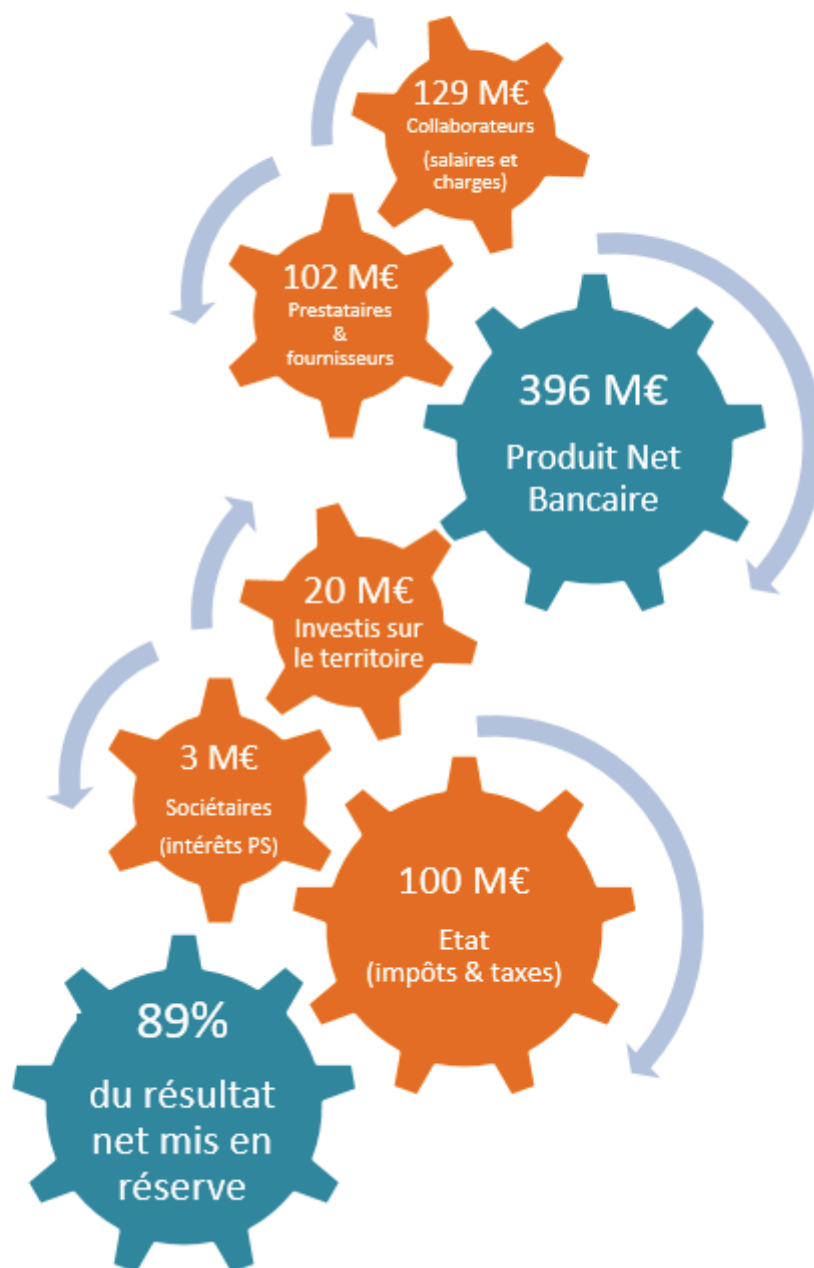 129 M€
Collaborateurs
(salaires et
charges)
102 M€
Prestataires
&
fournisseurs
396 M€
Produit Net
Bancaire
20 M€
Investis sur
le territoire
3 M€
Sociétaires
(intérêts PS)
100 M€
Etat
(impôts & taxes)
89%
du résultat
net mis en
réserve